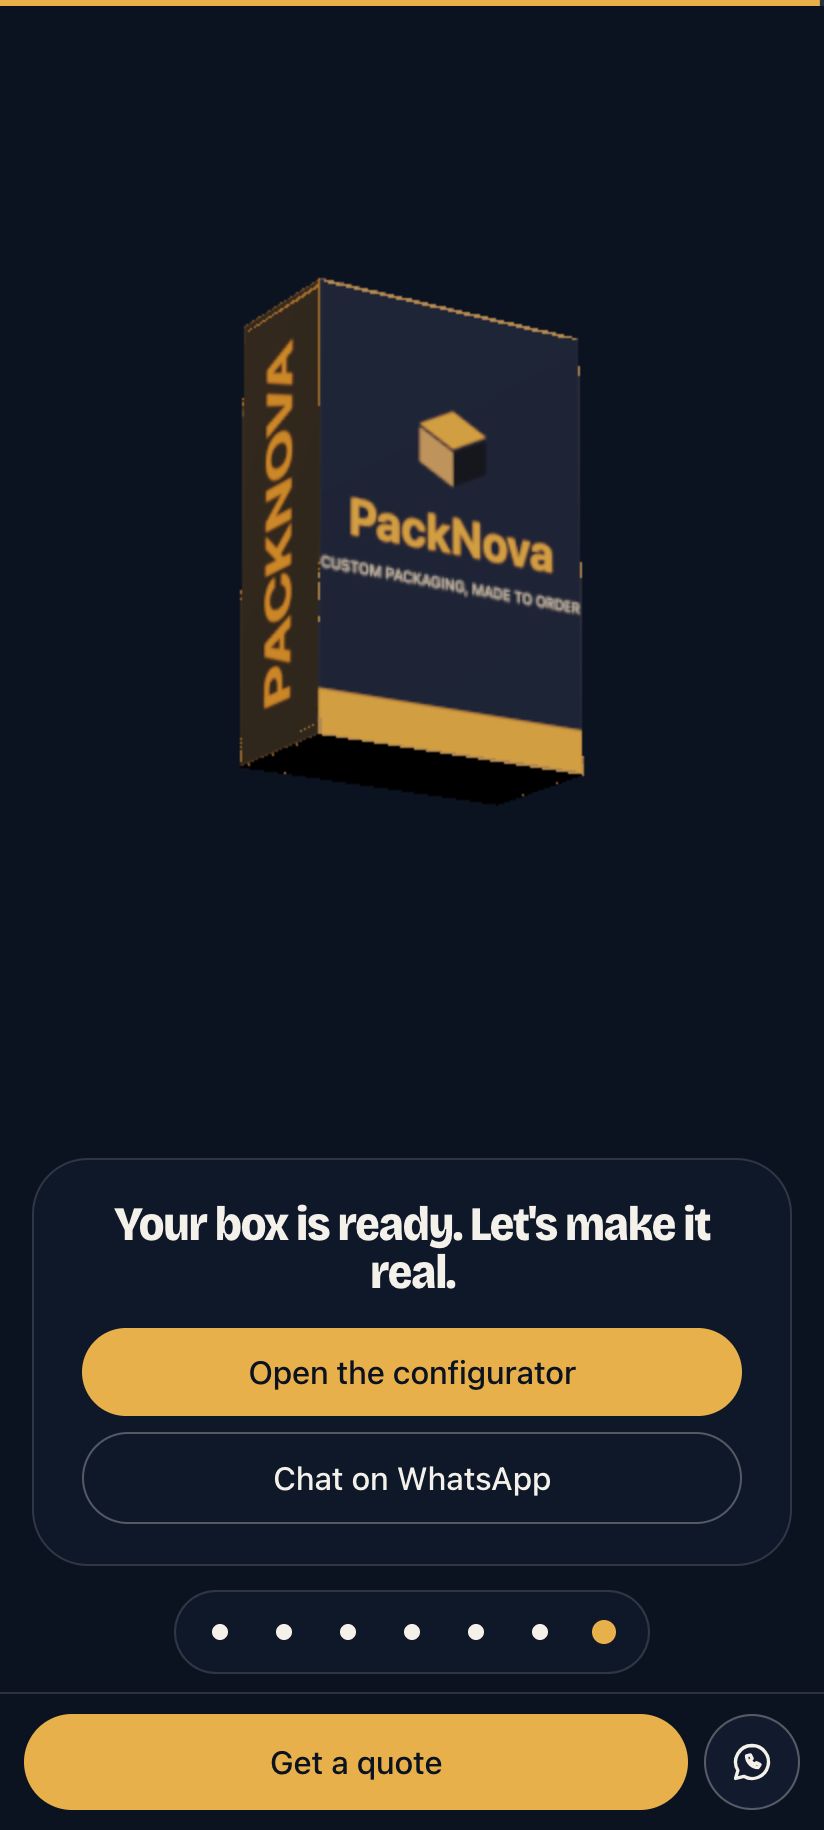 PACKNOVA
PackNova
CUSTOM PACKAGING, MADE TO ORDER
Your box is ready. Let's make it
real.
Open the configurator
Chat on WhatsApp
Get a quote